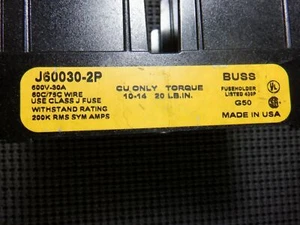 J60030-2P
600V-30A
60C/75C WIRE
USE CLASS J FUSE
WITHSTAND RATING
200K RMS SYM AMPS
CU ONLY TORQUE
10-14 20 LB.IN.
BUSS
FUSEHOLDER
LISTED 435P
G50
MADE IN USA